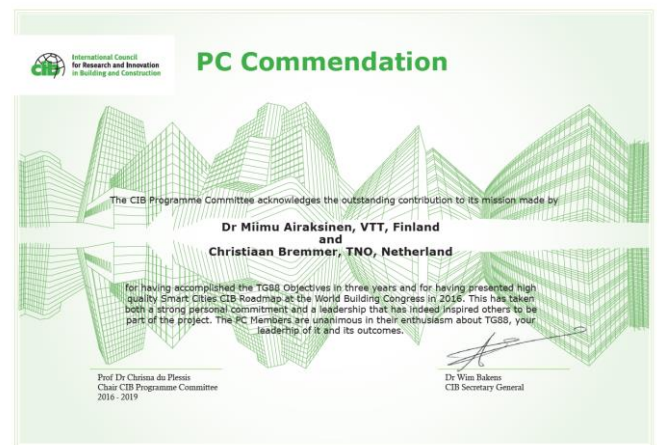 cib
International Council
for Research and Innovation
in Building and Construction
PC Commendation
The CIB Programme Committee acknowledges the outstanding contribution to its mission made by
Dr Miimu Airaksinen, VTT, Finland
and
Christiaan Bremmer, TNO, Netherland
for having accomplished the TG88 Objectives in three years and for having presented high
quality Smart Cities CIB Roadmap at the World Building Congress in 2016. This has taken
both a strong personal commitment and a leadership that has indeed inspired others to be
part of the project. The PC Members are unanimous in their enthusiasm about TG88, your
leaderhip of it and its outcomes.
Prof Dr Chrisna du Plessis
Chair CIB Programme Committee
2016 - 2019
Dr Wim Bakens
CIB Secretary General